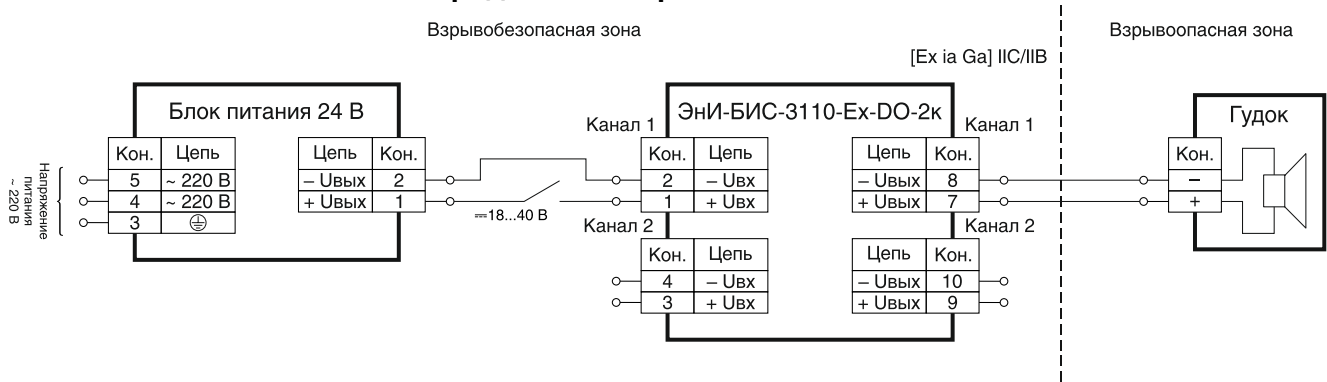 Взрывобезопасная зона
Взрывоопасная зона
[Ex ia Ga] IIC/IIB
Блок питания 24 В
Кон. Цепь
5 ~ 220 В
4 ~ 220 В
3
Напряжение
питания
~ 220 В
Цепь Кон.
– Uвых 2
+ Uвых 1
⎓18...40 В
ЭнИ-БИС-3110-Ex-DO-2к
Канал 1
Кон. Цепь
2 – Uвх
1 + Uвх
Канал 2
Кон. Цепь
4 – Uвх
3 + Uвх
Канал 1
Цепь Кон.
– Uвых 8
+ Uвых 7
Канал 2
Цепь Кон.
– Uвых 10
+ Uвых 9
Гудок
Кон.
–
+